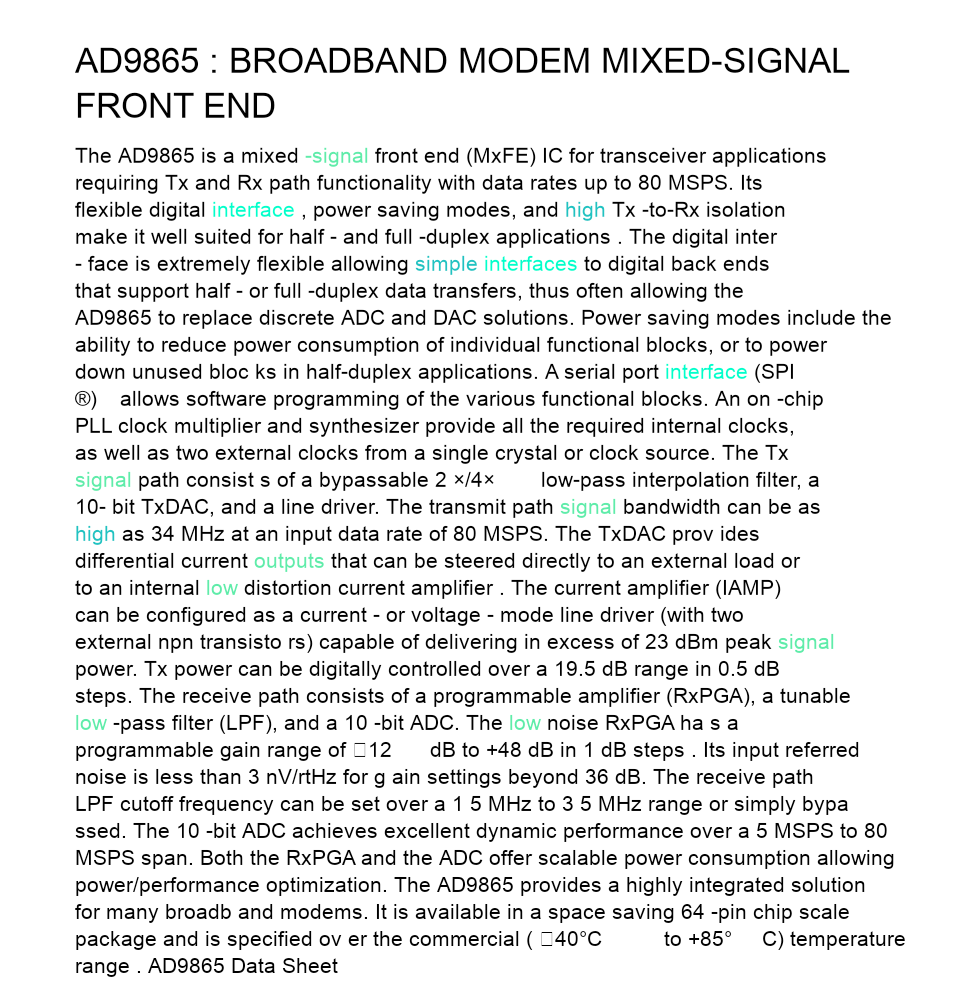 AD9865 : BROADBAND MODEM MIXED-SIGNAL
FRONT END
The AD9865 is a mixed -signal front end (MxFE) IC for transceiver applications
requiring Tx and Rx path functionality with data rates up to 80 MSPS. Its
flexible digital interface , power saving modes, and high Tx -to-Rx isolation
make it well suited for half - and full -duplex applications . The digital inter
- face is extremely flexible allowing simple interfaces to digital back ends
that support half - or full -duplex data transfers, thus often allowing the
AD9865 to replace discrete ADC and DAC solutions. Power saving modes include the
ability to reduce power consumption of individual functional blocks, or to power
down unused bloc ks in half-duplex applications. A serial port interface (SPI
®) allows software programming of the various functional blocks. An on -chip
PLL clock multiplier and synthesizer provide all the required internal clocks,
as well as two external clocks from a single crystal or clock source. The Tx
signal path consist s of a bypassable 2 ×/4× low-pass interpolation filter, a
10- bit TxDAC, and a line driver. The transmit path signal bandwidth can be as
high as 34 MHz at an input data rate of 80 MSPS. The TxDAC prov ides
differential current outputs that can be steered directly to an external load or
to an internal low distortion current amplifier . The current amplifier (IAMP)
can be configured as a current - or voltage - mode line driver (with two
external npn transisto rs) capable of delivering in excess of 23 dBm peak signal
power. Tx power can be digitally controlled over a 19.5 dB range in 0.5 dB
steps. The receive path consists of a programmable amplifier (RxPGA), a tunable
low -pass filter (LPF), and a 10 -bit ADC. The low noise RxPGA ha s a
programmable gain range of □12 dB to +48 dB in 1 dB steps . Its input referred
noise is less than 3 nV/rtHz for g ain settings beyond 36 dB. The receive path
LPF cutoff frequency can be set over a 1 5 MHz to 3 5 MHz range or simply bypa
ssed. The 10 -bit ADC achieves excellent dynamic performance over a 5 MSPS to 80
MSPS span. Both the RxPGA and the ADC offer scalable power consumption allowing
power/performance optimization. The AD9865 provides a highly integrated solution
for many broadb and modems. It is available in a space saving 64 -pin chip scale
package and is specified ov er the commercial ( □40°C to +85° C) temperature
range . AD9865 Data Sheet